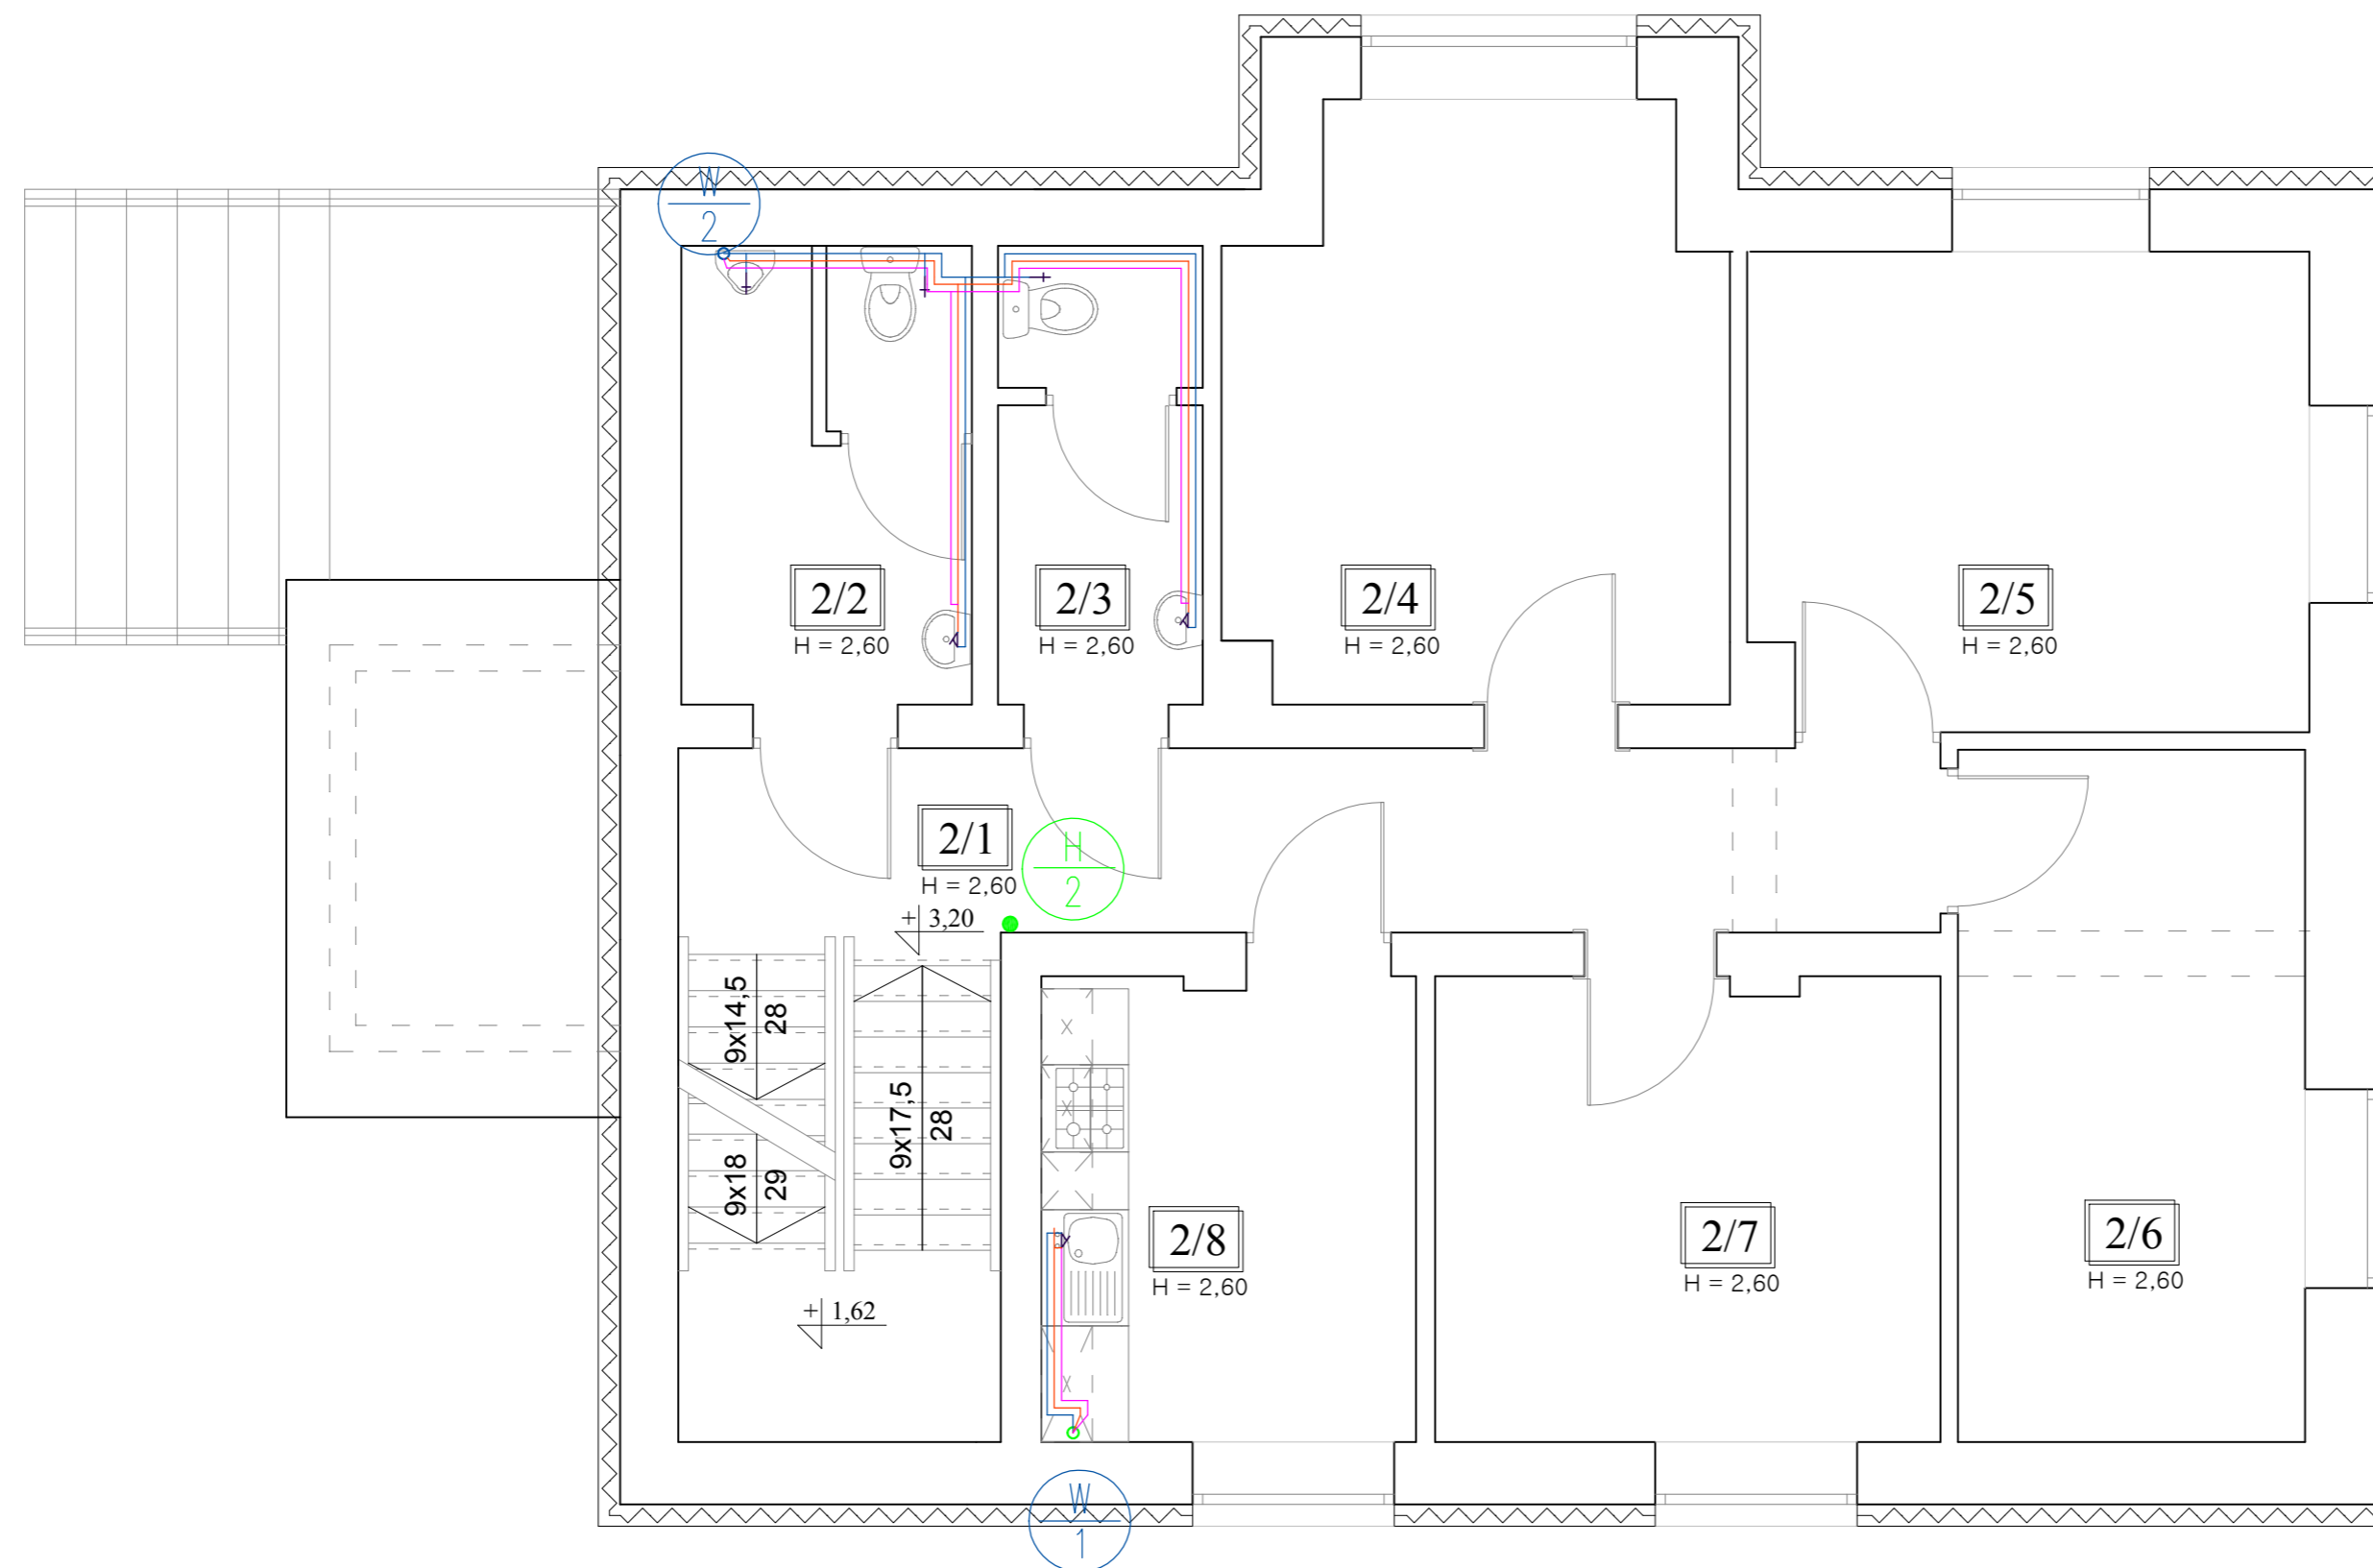 W
2
2/2
H = 2,60
2/3
H = 2,60
2/4
H = 2,60
2/5
H = 2,60
2/1
H = 2,60
H
2
+ 3,20
9x14,5
28
9x17,5
28
9x18
29
+ 1,62
2/8
H = 2,60
2/7
H = 2,60
2/6
H = 2,60
W
1